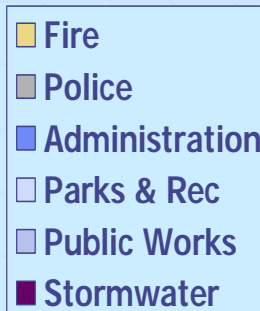 Fire
Police
Administration
Parks & Rec
Public Works
Stormwater